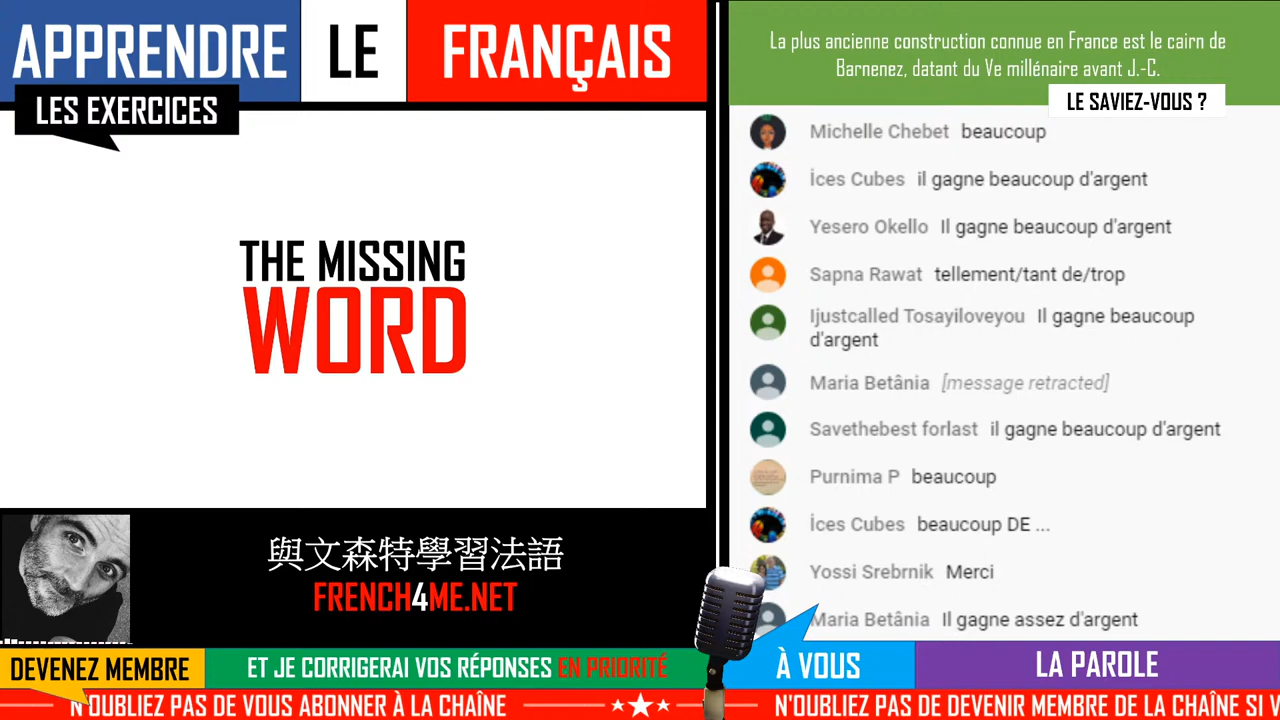 APPRENDRE LE FRANÇAIS
LES EXERCICES
THE MISSING
WORD
與文森特學習法語
FRENCH4ME.NET
La plus ancienne construction connue en France est le cairn de
Barnenez, datant du Ve millénaire avant J.-C.
LE SAVIEZ-VOUS ?
Michelle Chebet beaucoup
İces Cubes il gagne beaucoup d'argent
Yesero Okello Il gagne beaucoup d'argent
Sapna Rawat tellement/tant de/trop
Ijustcalled Tosayiloveyou Il gagne beaucoup
d'argent
Maria Betânia [message retracted]
Savethebest forlast il gagne beaucoup d'argent
Purnima P beaucoup
İces Cubes beaucoup DE ...
Yossi Srebrnik Merci
Maria Betânia Il gagne assez d'argent
DEVENEZ MEMBRE ET JE CORRIGERAI VOS RÉPONSES EN PRIORITÉ
À VOUS LA PAROLE
N'OUBLIEZ PAS DE VOUS ABONNER À LA CHAÎNE
N'OUBLIEZ PAS DE DEVENIR MEMBRE DE LA CHAÎNE SI V